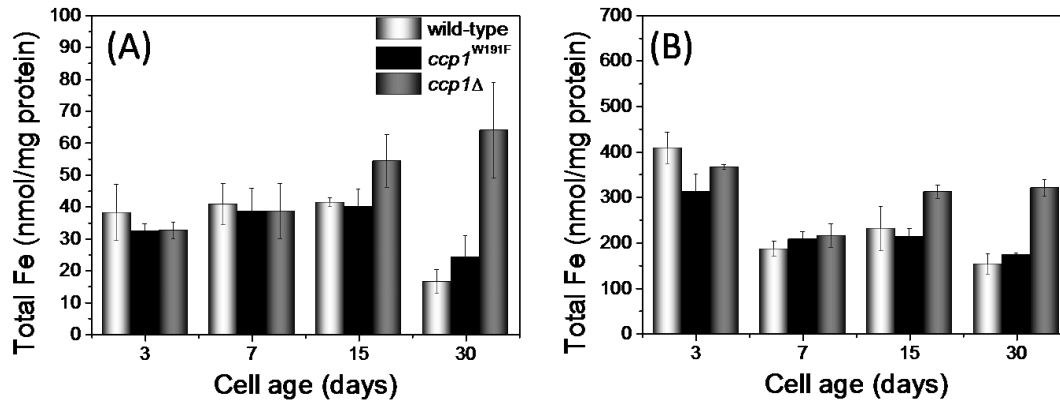 (A)
wild-type
ccp1W191F
ccp1Δ
Total Fe (nmol/mg protein)
100
90
80
70
60
50
40
30
20
10
0
3 7 15 30
Cell age (days)
(B)
Total Fe (nmol/mg protein)
700
600
500
400
300
200
100
0
3 7 15 30
Cell age (days)